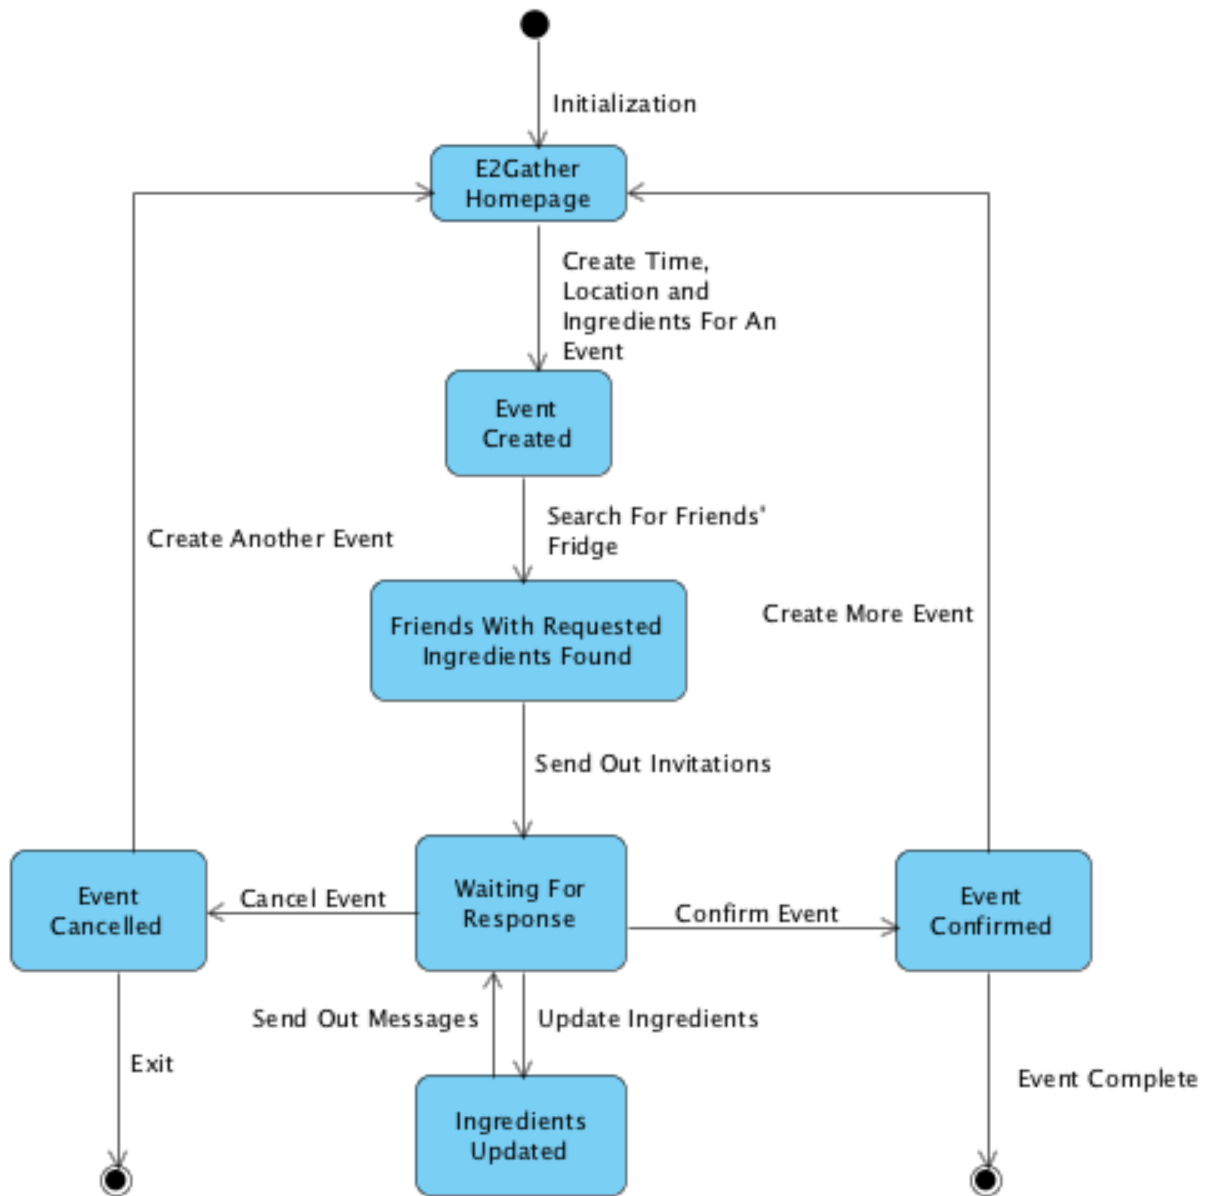 Initialization
E2Gather
Homepage
Create Time,
Location and
Ingredients For An
Event
Event
Created
Search For Friends'
Fridge
Create Another Event
Friends With Requested
Ingredients Found
Create More Event
Send Out Invitations
Event
Cancelled
Cancel Event
Waiting For
Response
Confirm Event
Event
Confirmed
Send Out Messages
Update Ingredients
Exit
Event Complete
Ingredients
Updated